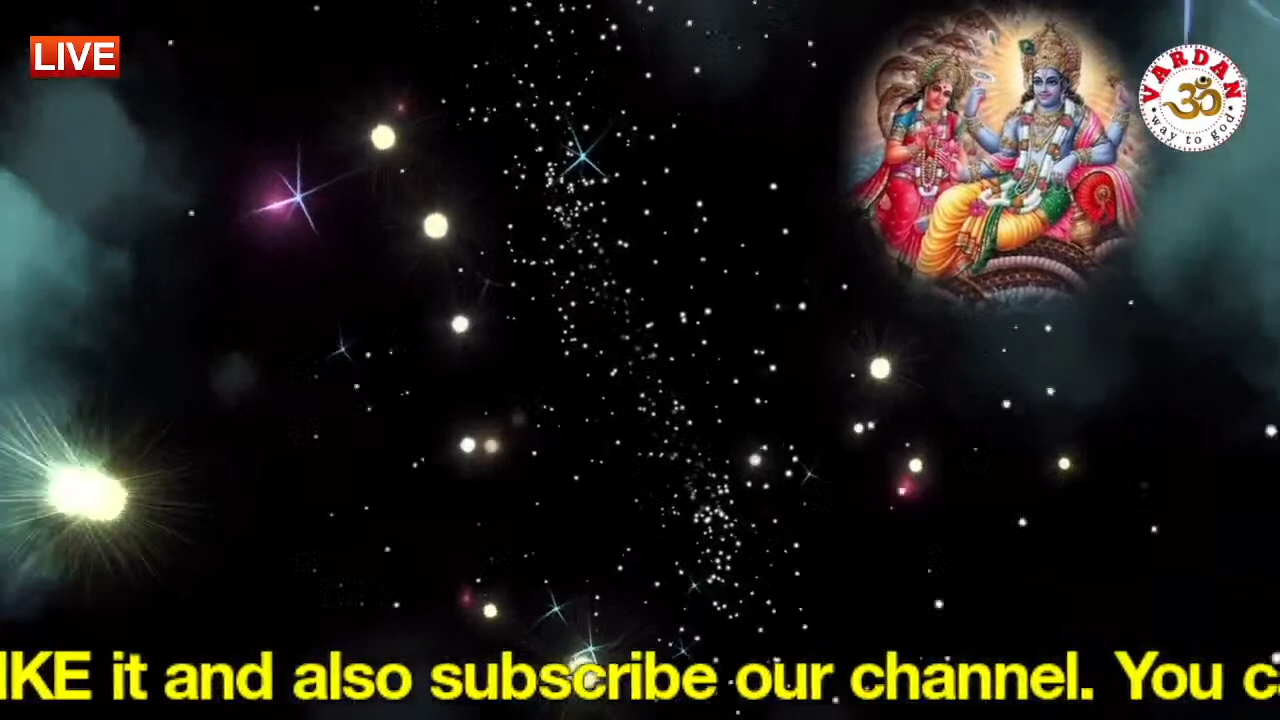 LIVE
VARDAN
ॐ
way to god
IKE it and also subscribe our channel. You c